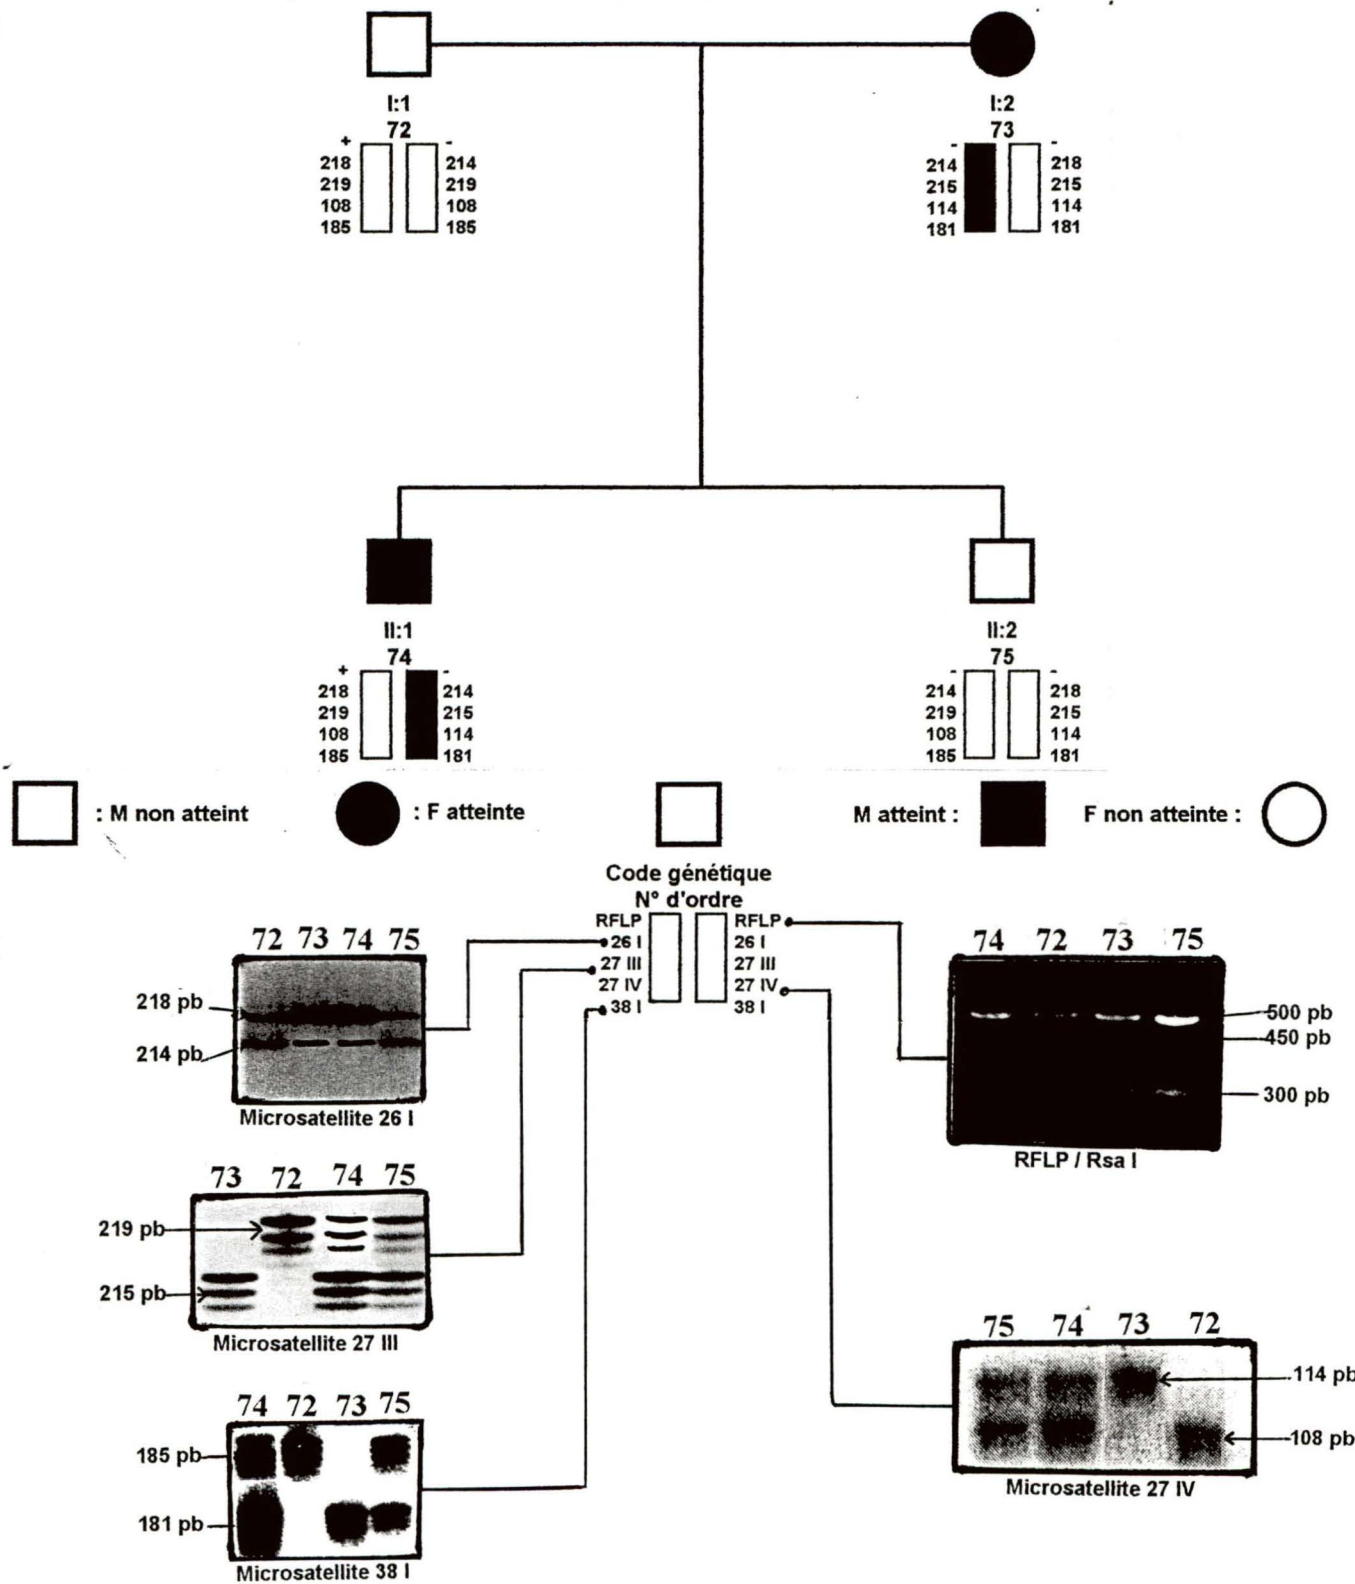 I:1
72
+ -
218 214
219 219
108 108
185 185
I:2
73
- -
214 218
215 215
114 114
181 181
II:1
74
+ -
218 214
219 215
108 114
185 181
II:2
75
- -
214 218
219 215
108 114
185 181
: M non atteint
: F atteinte
M atteint :
F non atteinte :
Code génétique
N° d'ordre
RFLP RFLP
26 I 26 I
27 III 27 III
27 IV 27 IV
38 I 38 I
72 73 74 75
218 pb
214 pb
Microsatellite 26 I
74 72 73 75
500 pb
450 pb
300 pb
RFLP / Rsa I
73 72 74 75
219 pb
215 pb
Microsatellite 27 III
75 74 73 72
114 pb
108 pb
Microsatellite 27 IV
74 72 73 75
185 pb
181 pb
Microsatellite 38 I